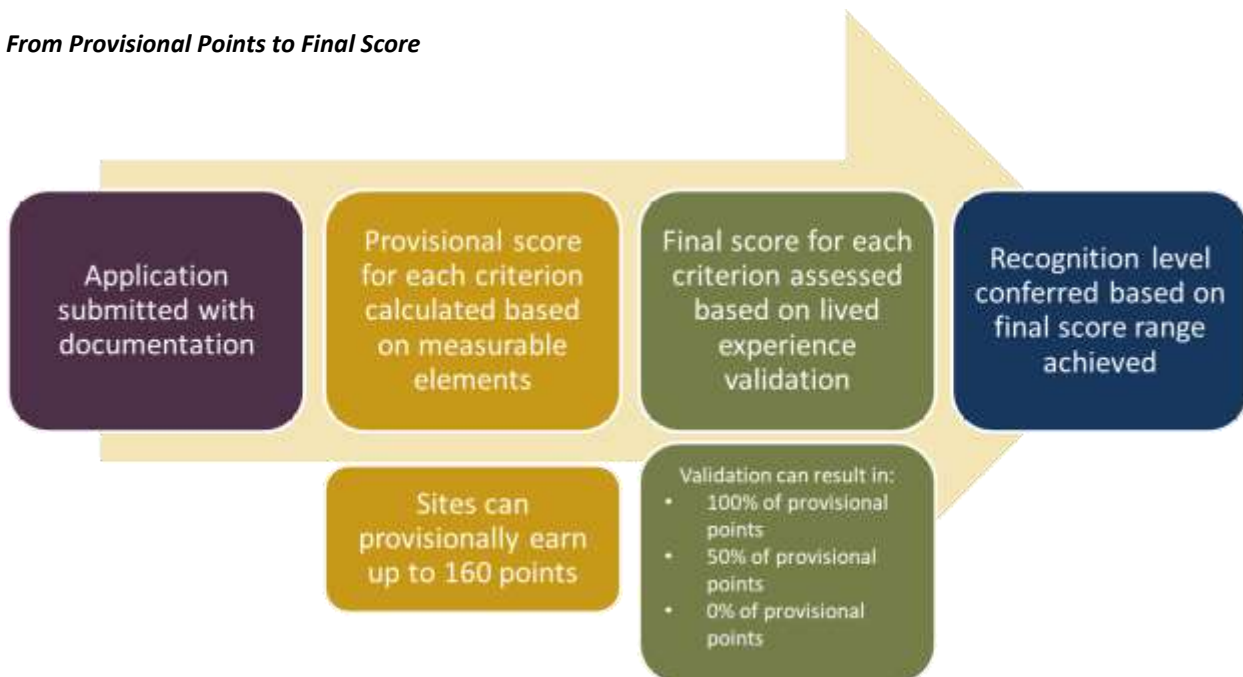 From Provisional Points to Final Score
Application
submitted with
documentation
Provisional score
for each criterion
calculated based
on measurable
elements
Sites can
provisionally earn
up to 160 points
Final score for each
criterion assessed
based on lived
experience
validation
Validation can result in:
• 100% of provisional
points
• 50% of provisional
points
• 0% of provisional
points
Recognition level
conferred based on
final score range
achieved